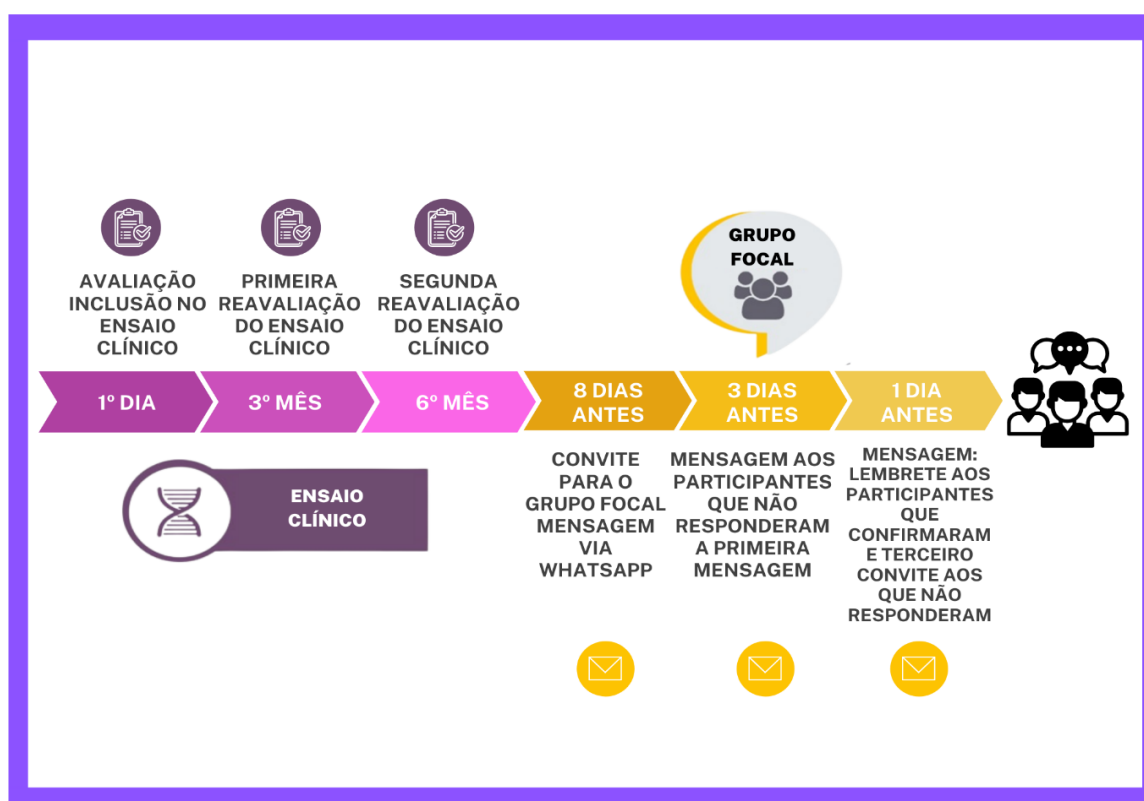 AVALIAÇÃO
INCLUSÃO NO
ENSAIO
CLÍNICO
PRIMEIRA
REAVALIAÇÃO
DO ENSAIO
CLÍNICO
SEGUNDA
REAVALIAÇÃO
DO ENSAIO
CLÍNICO
GRUPO
FOCAL
1º DIA
3º MÊS
6º MÊS
8 DIAS
ANTES
3 DIAS
ANTES
1 DIA
ANTES
ENSAIO
CLÍNICO
CONVITE
PARA O
GRUPO FOCAL
MENSAGEM
VIA
WHATSAPP
MENSAGEM AOS
PARTICIPANTES
QUE NÃO
RESPONDERAM
A PRIMEIRA
MENSAGEM
MENSAGEM:
LEMBRETE AOS
PARTICIPANTES
QUE
CONFIRMARAM
E TERCEIRO
CONVITE AOS
QUE NÃO
RESPONDERAM